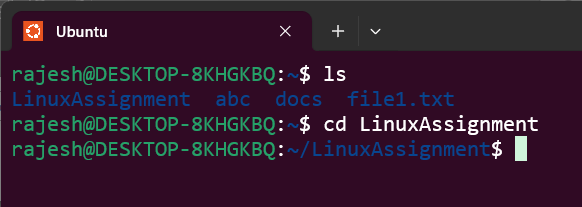 Ubuntu
rajesh@DESKTOP-8KHGKBQ:~$ ls
LinuxAssignment abc docs file1.txt
rajesh@DESKTOP-8KHGKBQ:~$ cd LinuxAssignment
rajesh@DESKTOP-8KHGKBQ:~/LinuxAssignment$